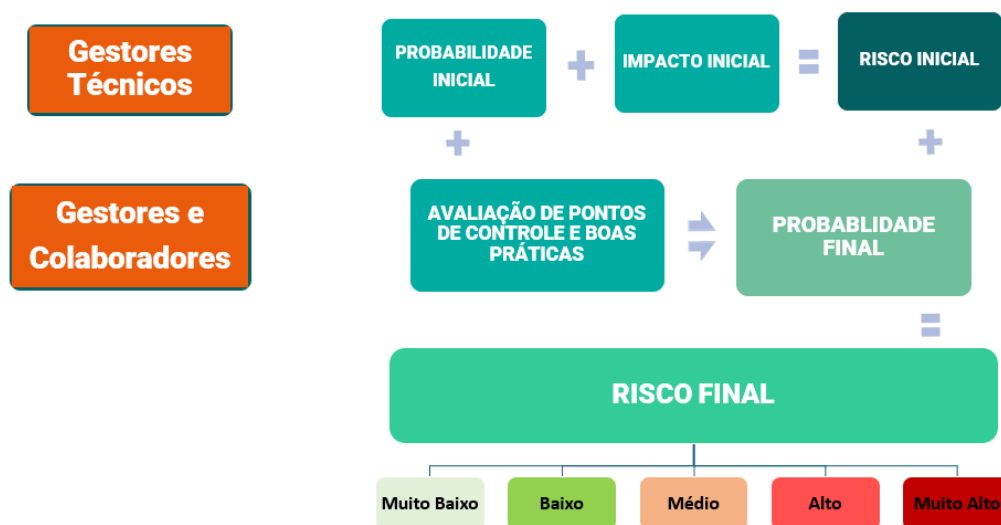 Gestores
Técnicos
PROBABILIDADE
INICIAL
+
IMPACTO INICIAL
=
RISCO INICIAL
+
+
Gestores e
Colaboradores
AVALIAÇÃO DE PONTOS
DE CONTROLE E BOAS
PRÁTICAS
PROBABLIDADE
FINAL
=
RISCO FINAL
Muito Baixo
Baixo
Médio
Alto
Muito Alto